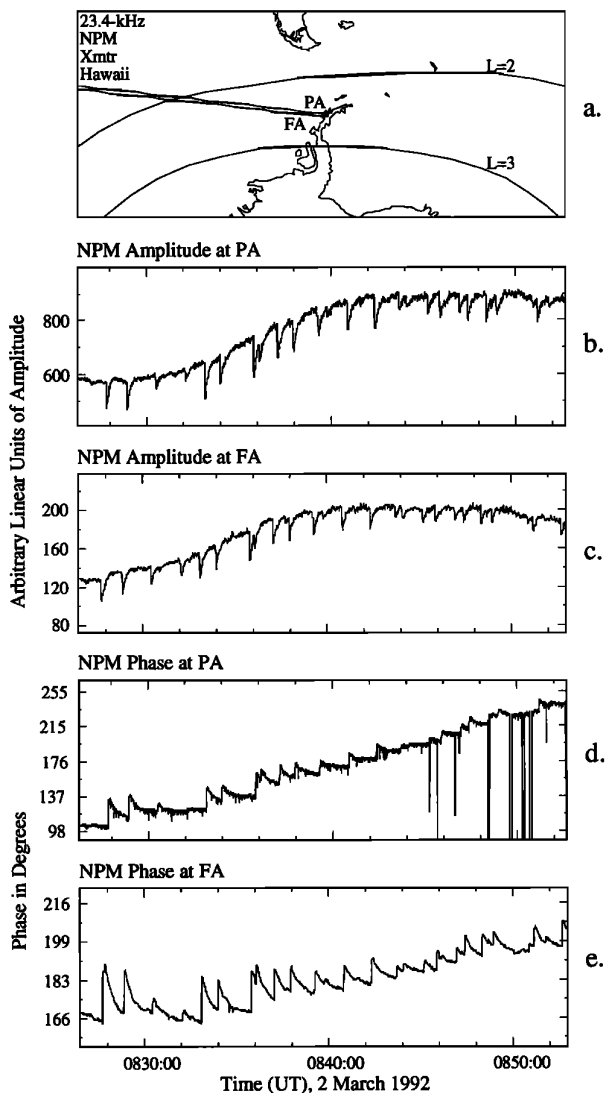 23.4-kHz
NPM
Xmtr
Hawaii
L=2
PA
FA
L=3
a.
NPM Amplitude at PA
800
600
b.
NPM Amplitude at FA
200
160
120
80
c.
Arbitrary Linear Units of Amplitude
NPM Phase at PA
255
215
176
137
98
d.
NPM Phase at FA
216
199
183
166
e.
Phase in Degrees
0830:00
0840:00
0850:00
Time (UT), 2 March 1992